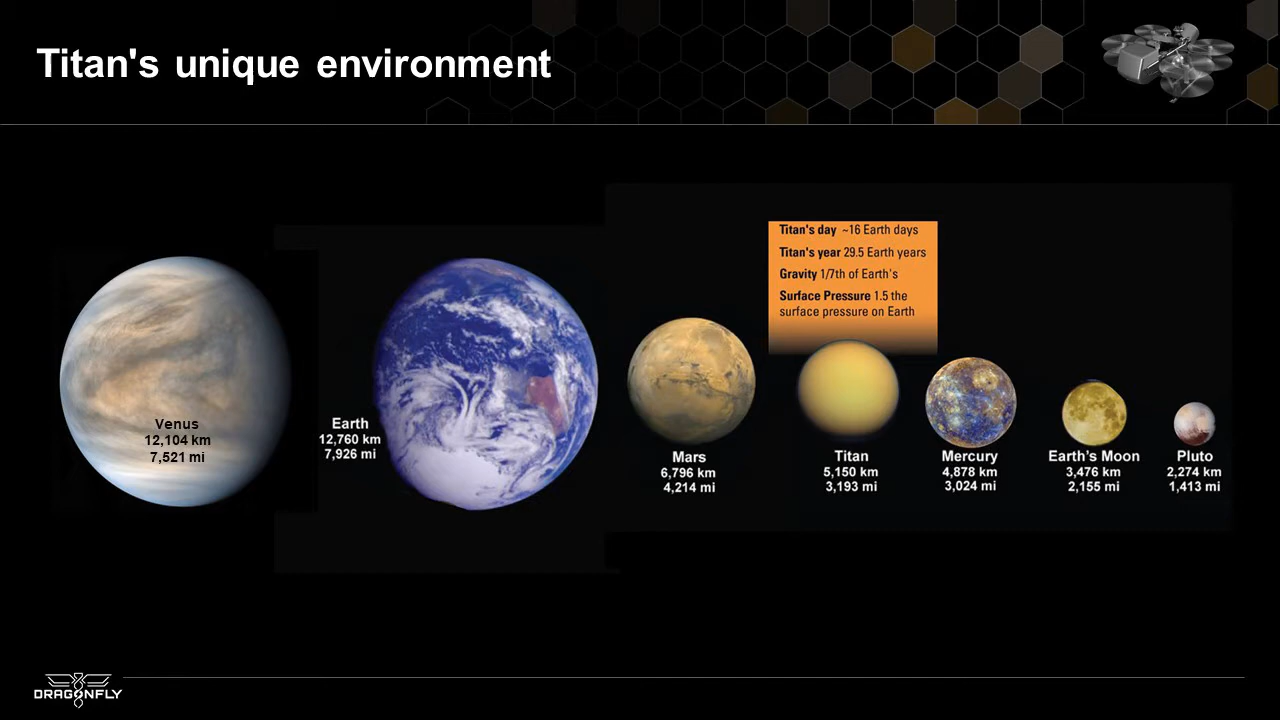 Titan's unique environment
Titan's day ~16 Earth days
Titan's year 29.5 Earth years
Gravity 1/7th of Earth's
Surface Pressure 1.5 the
surface pressure on Earth
Venus
12,104 km
7,521 mi
Earth
12,760 km
7,926 mi
Mars
6,796 km
4,214 mi
Titan
5,150 km
3,193 mi
Mercury
4,878 km
3,024 mi
Earth's Moon
3,476 km
2,155 mi
Pluto
2,274 km
1,413 mi
DRAGONFLY